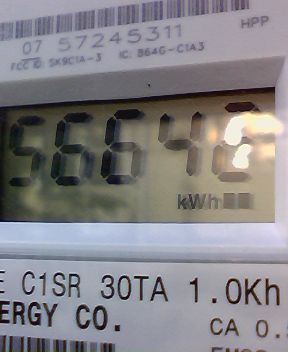 HPP
07 57245311
FCC ID: SK9C1A-3 IC: 864G-C1A3
5664
kWh
E C1SR 30TA 1.0Kh
ERGY CO.
CA 0.